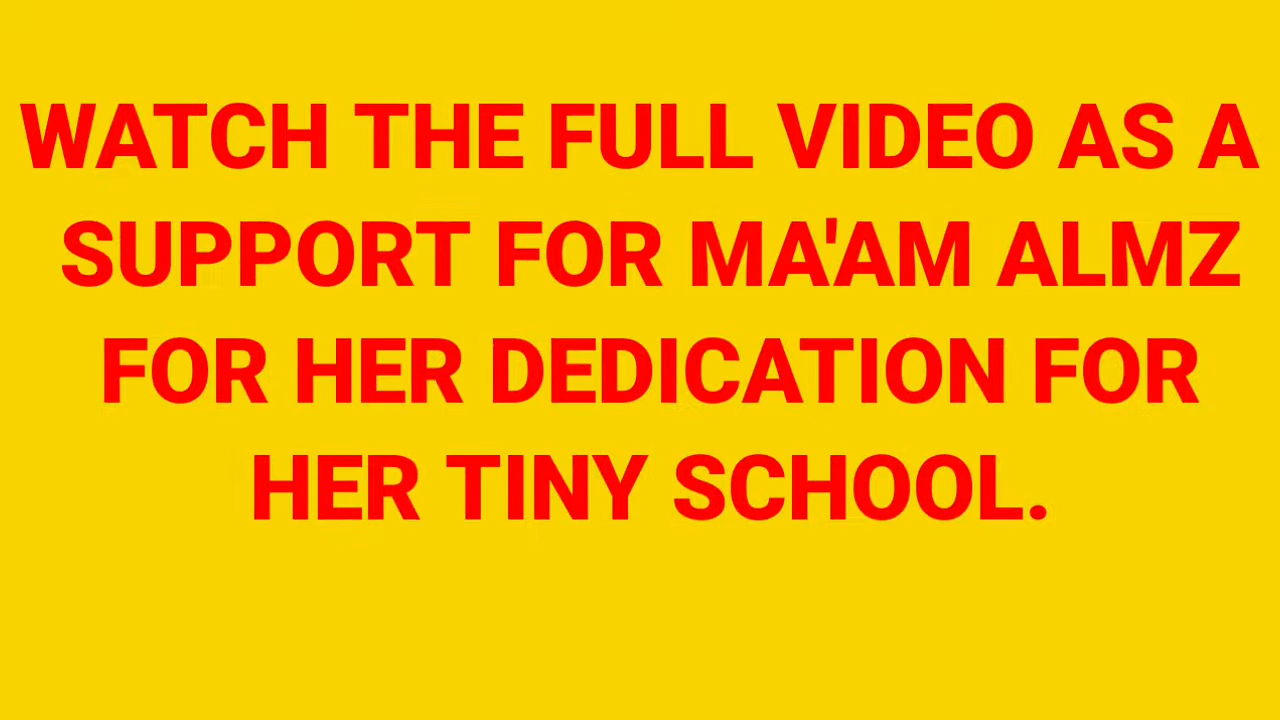 WATCH THE FULL VIDEO AS A
SUPPORT FOR MA'AM ALMZ
FOR HER DEDICATION FOR
HER TINY SCHOOL.